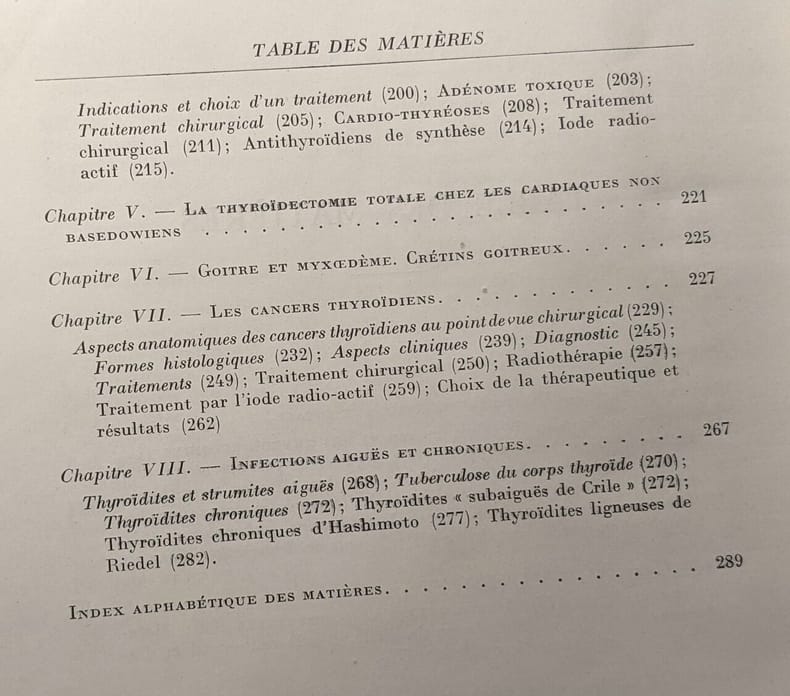 TABLE DES MATIÈRES
Indications et choix d'un traitement (200); ADÉNOME TOXIQUE (203);
Traitement chirurgical (205); CARDIO-THYRÉOSES (208); Traitement
chirurgical (211); Antithyroïdiens de synthèse (214); Iode radio-
actif (215).
Chapitre V. — LA THYROÏDECTOMIE TOTALE CHEZ LES CARDIAQUES NON
BASEDOWIENS . . . . . . . . . . . . . . . . . . . . . . . 221
Chapitre VI. — GOITRE ET MYXŒDÈME. CRÉTINS GOITREUX. . . . . . 225
Chapitre VII. — LES CANCERS THYROÏDIENS. . . . . . . . . . . . 227
Aspects anatomiques des cancers thyroïdiens au point de vue chirurgical (229);
Formes histologiques (232); Aspects cliniques (239); Diagnostic (245);
Traitements (249); Traitement chirurgical (250); Radiothérapie (257);
Traitement par l'iode radio-actif (259); Choix de la thérapeutique et
résultats (262)
Chapitre VIII. — INFECTIONS AIGUËS ET CHRONIQUES. . . . . . . . 267
Thyroïdites et strumites aiguës (268); Tuberculose du corps thyroïde (270);
Thyroïdites chroniques (272); Thyroïdites « subaiguës de Crile » (272);
Thyroïdites chroniques d'Hashimoto (277); Thyroïdites ligneuses de
Riedel (282).
INDEX ALPHABÉTIQUE DES MATIÈRES. . . . . . . . . . . . . . . . 289